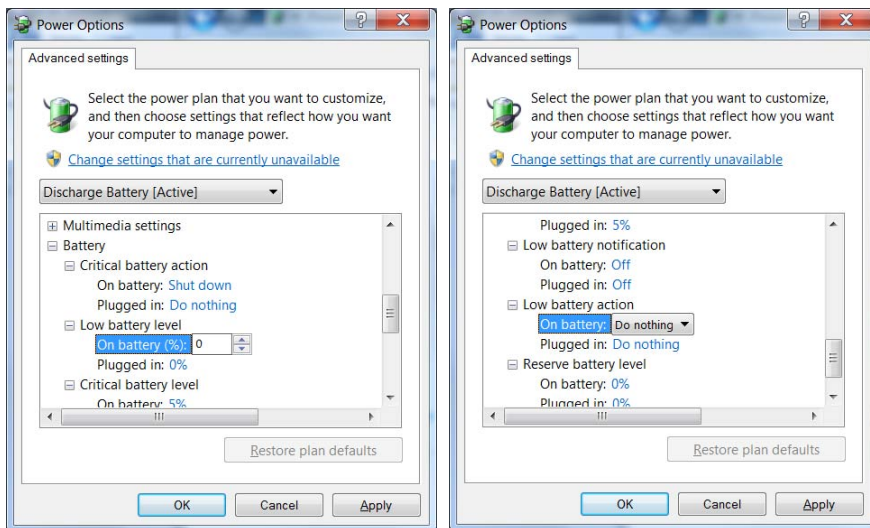 Power Options
Advanced settings
Select the power plan that you want to customize,
and then choose settings that reflect how you want
your computer to manage power.
Change settings that are currently unavailable
Discharge Battery [Active]
Multimedia settings
Battery
Critical battery action
On battery: Shut down
Plugged in: Do nothing
Low battery level
On battery (%): 0
Plugged in: 0%
Critical battery level
On battery: 5%
Restore plan defaults
OK Cancel Apply
Power Options
Advanced settings
Select the power plan that you want to customize,
and then choose settings that reflect how you want
your computer to manage power.
Change settings that are currently unavailable
Discharge Battery [Active]
Plugged in: 5%
Low battery notification
On battery: Off
Plugged in: Off
Low battery action
On battery: Do nothing
Plugged in: Do nothing
Reserve battery level
On battery: 0%
Plugged in: 0%
Restore plan defaults
OK Cancel Apply